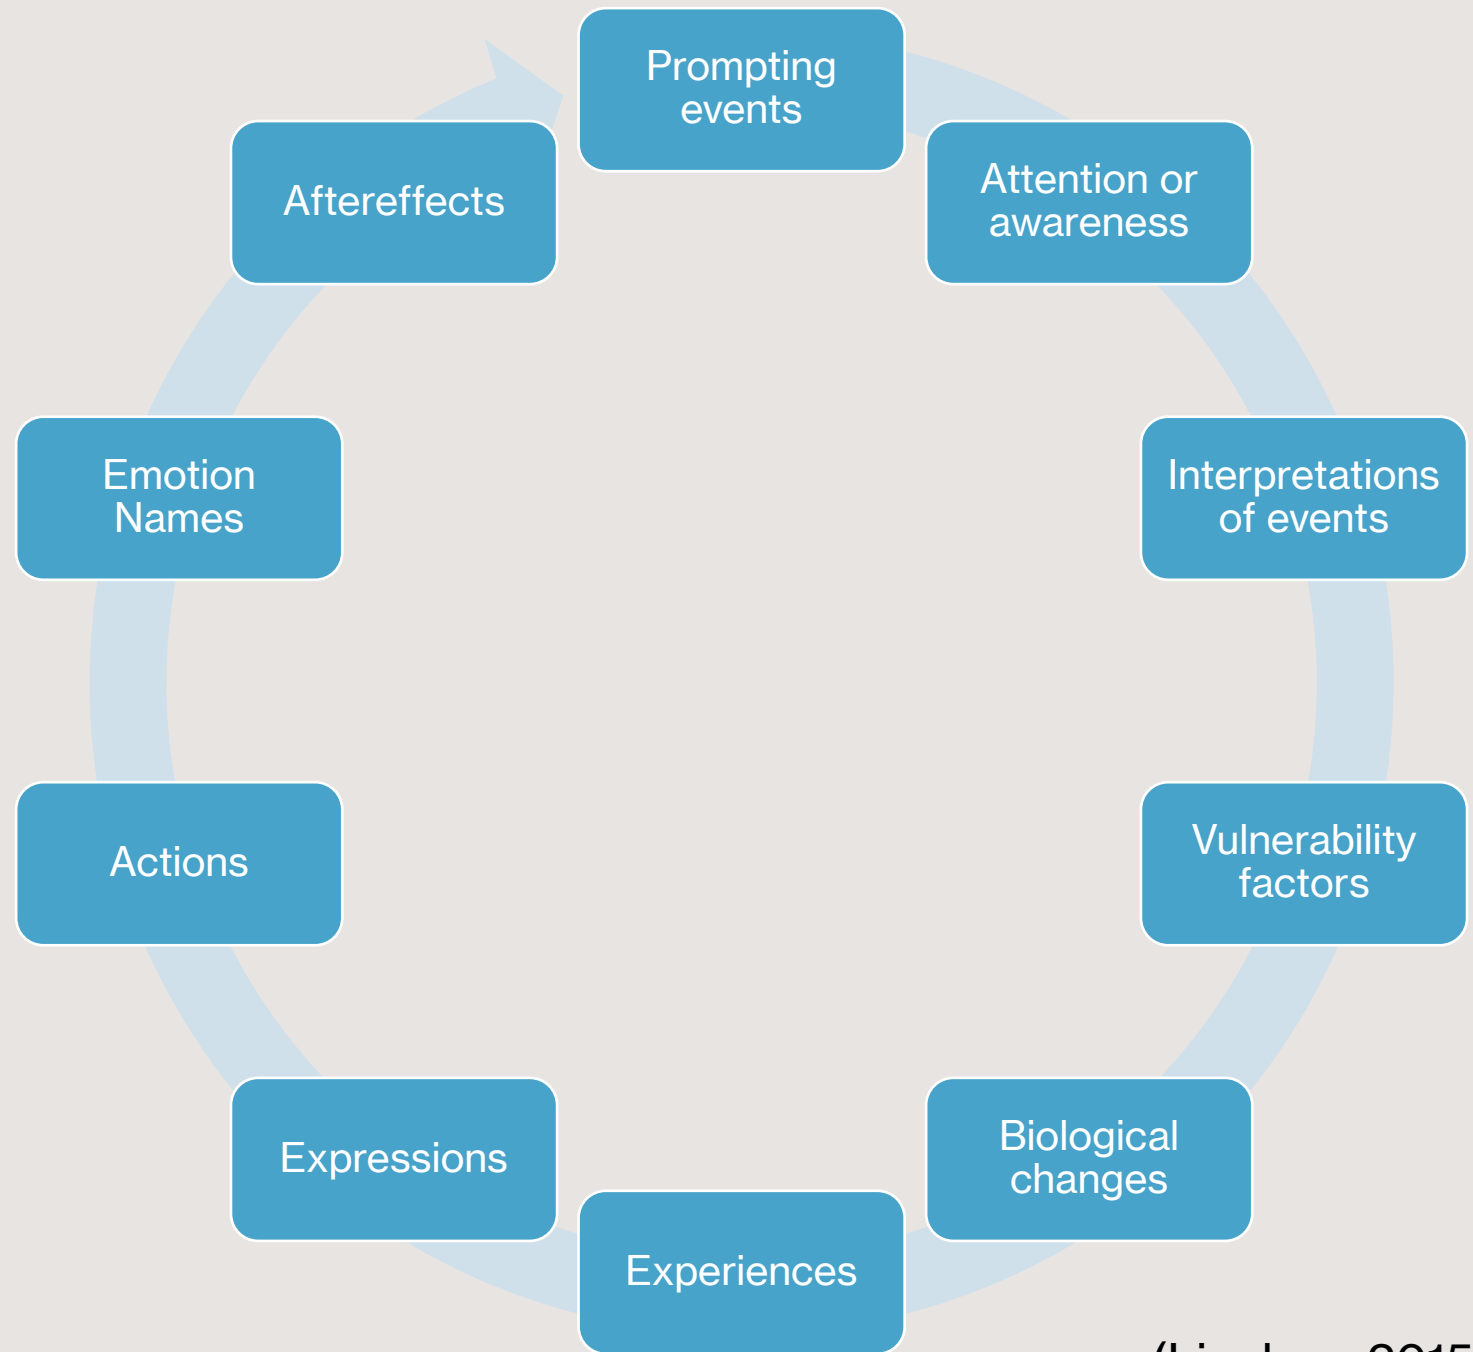 Prompting
events
Attention or
awareness
Interpretations
of events
Vulnerability
factors
Biological
changes
Experiences
Expressions
Actions
Emotion
Names
Aftereffects